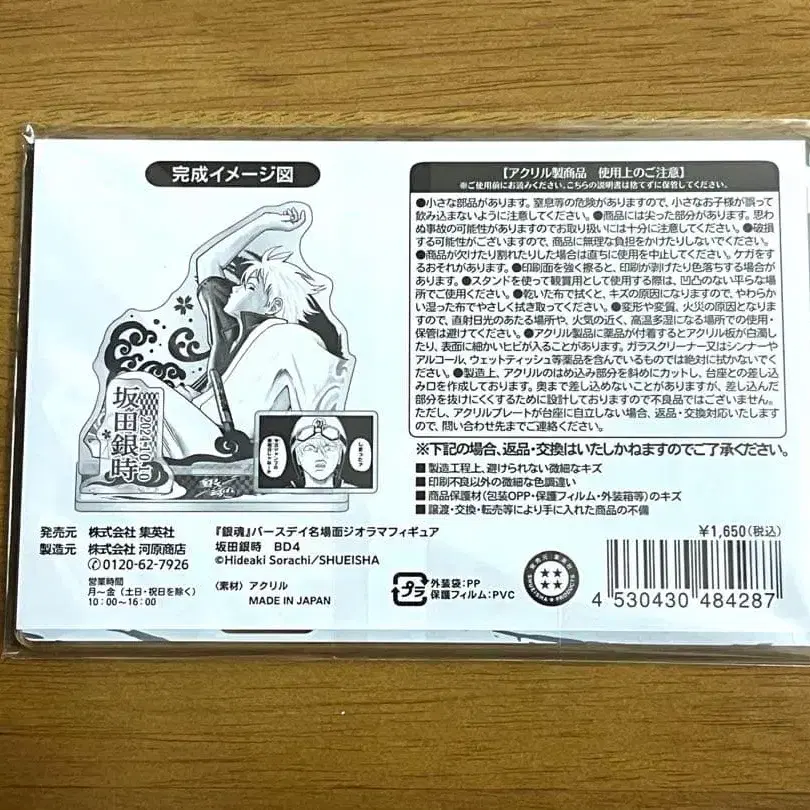 完成イメージ図
坂田銀時
2024.10.10
【アクリル製商品 使用上のご注意】
※ご使用前にお読みください。こちらの説明書は捨てずに保管してください。
●小さな部品があります。窒息等の危険がありますので、小さなお子様が誤って
飲み込まないように注意してください。●商品には尖った部分があります。思わ
ぬ事故の可能性がありますのでお取り扱いには十分に注意してください。●破損
する可能性がございますので、商品に無理な負担をかけたりしないでください。
●商品が欠けたり割れたりした場合は直ちに使用を中止してください。ケガを
するおそれがあります。●印刷面を強く擦ると、印刷が剥げたり色落ちする場合が
あります。●スタンドを使って観賞用として使用する際は、凹凸のない平らな場
所でご使用ください。●乾いた布で拭くと、キズの原因になりますので、やわらか
い湿った布でやさしく拭き取ってください。●変形や変質、火災の原因となりま
すので、直射日光のあたる場所や、火気の近く、高温多湿になる場所での使用・
保管は避けてください。●アクリル製品に薬品が付着するとアクリル板が白濁し
たり、表面に細かいヒビが入ることがあります。ガラスクリーナー又はシンナーや
アルコール、ウェットティッシュ等薬品を含んでいるものでは絶対に拭かないでく
ださい。●製造上、アクリルのはめ込み部分を斜めにカットし、台座との差し込
み口を作成しております。奥まで差し込めないことがありますが、差し込んだ
部分を抜けにくくするために設計しておりますので不良品ではございません。
ただし、アクリルプレートが台座に自立しない場合、返品・交換対応いたしますの
で、問い合わせ先までご連絡ください。
※下記の場合、返品・交換はいたしかねますのでご了承ください。
■製造工程上、避けられない微細なキズ
■印刷不良以外の微細な色調違い
■商品保護材(包装OPP・保護フィルム・外装箱等)のキズ
■譲渡・交換・転売等により手に入れた商品の不備
発売元 株式会社 集英社
製造元 株式会社 河原商店
0120-62-7926
営業時間
月〜金(土日・祝日を除く)
10:00〜16:00
『銀魂』バースデイ名場面ジオラマフィギュア
坂田銀時 BD4
©Hideaki Sorachi/SHUEISHA
〈素材〉アクリル
MADE IN JAPAN
プラ
外装袋:PP
保護フィルム:PVC
¥1,650(税込)
4 530430 484287